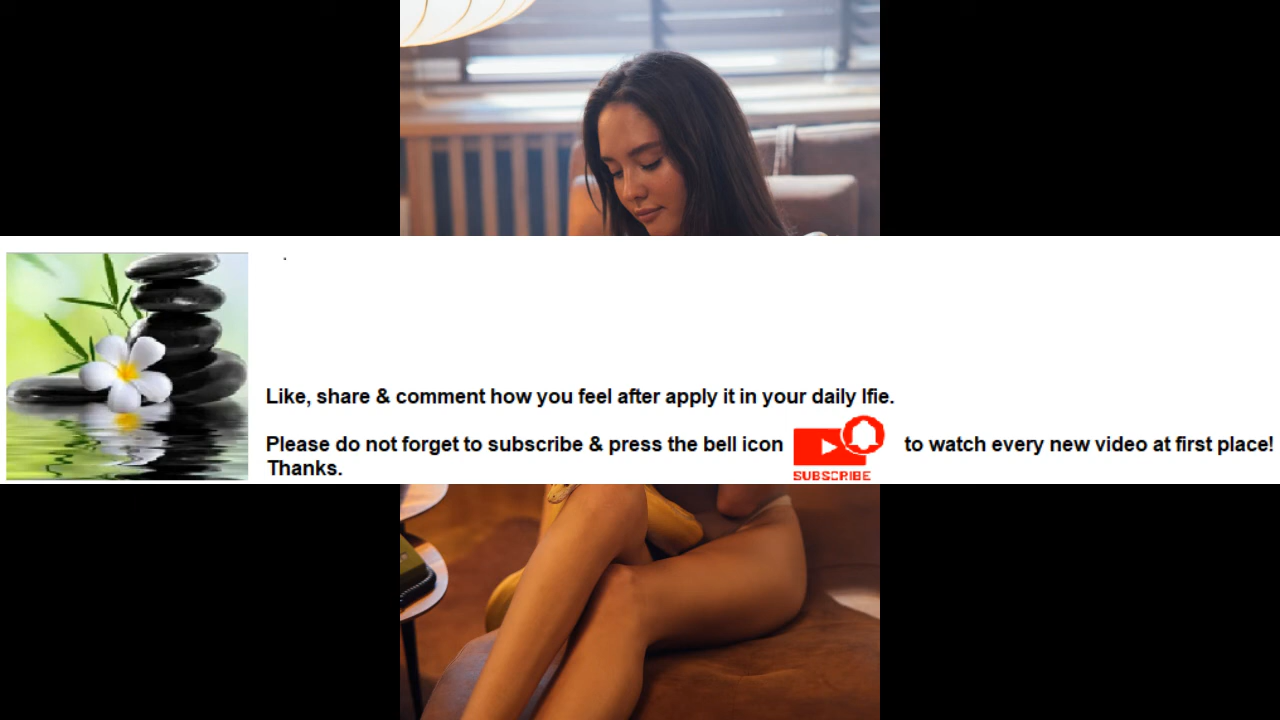 Like, share & comment how you feel after apply it in your daily lfie.
Please do not forget to subscribe & press the bell icon to watch every new video at first place!
SUBSCRIBE
Thanks.